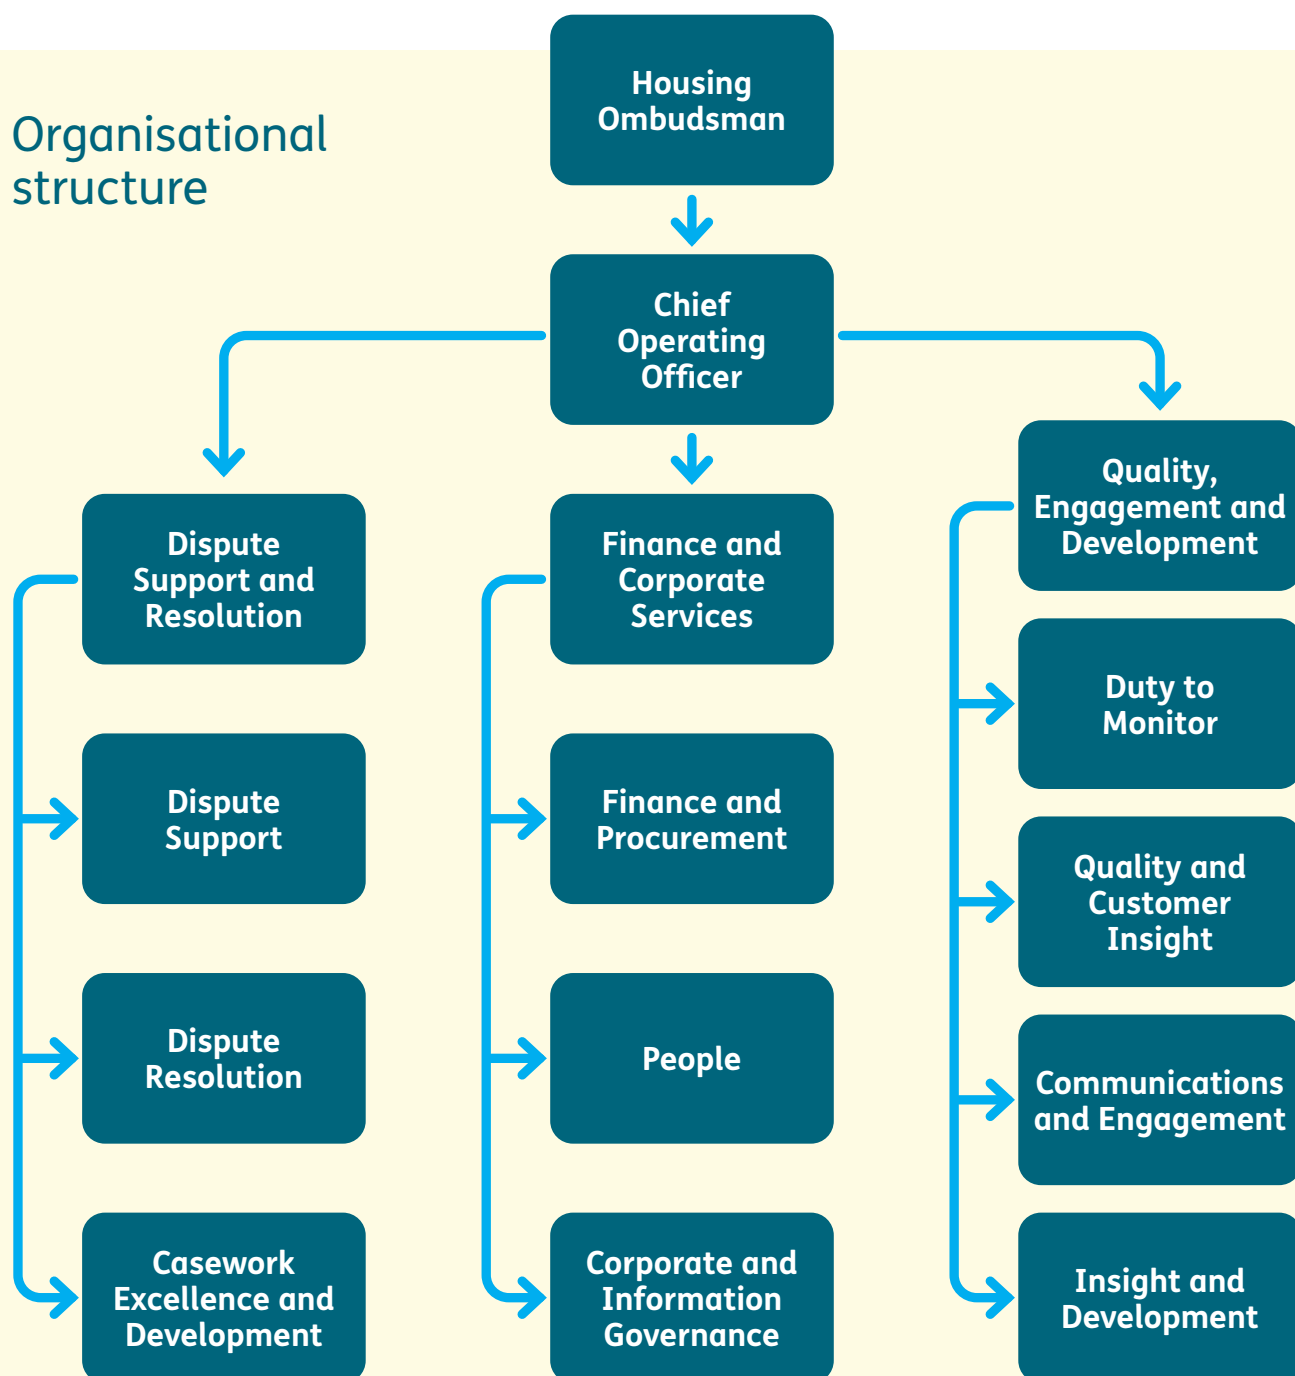 Organisational
structure
Housing
Ombudsman
Chief
Operating
Officer
Dispute
Support and
Resolution
Dispute
Support
Dispute
Resolution
Casework
Excellence and
Development
Finance and
Corporate
Services
Finance and
Procurement
People
Corporate and
Information
Governance
Quality,
Engagement and
Development
Duty to
Monitor
Quality and
Customer
Insight
Communications
and Engagement
Insight and
Development